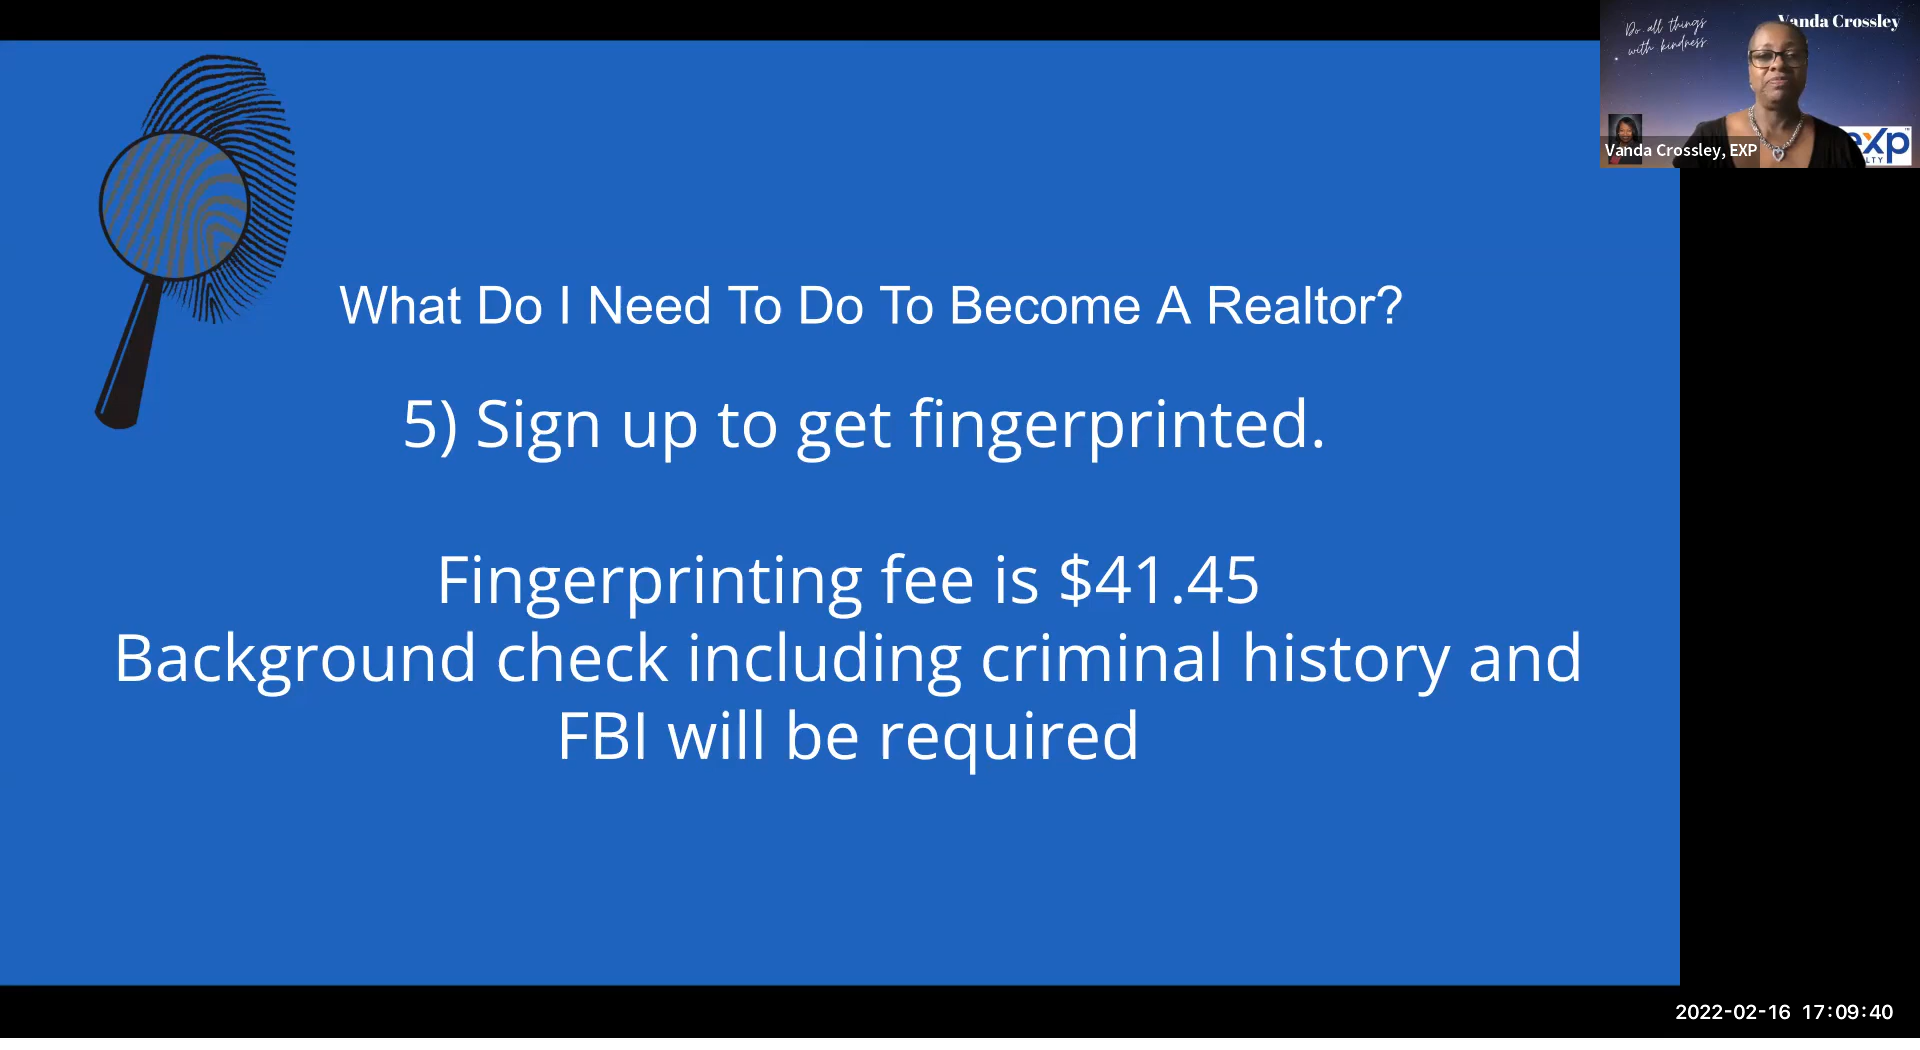 Do all things
with kindness
Vanda Crossley
Vanda Crossley, EXP
exp
LTY
What Do I Need To Do To Become A Realtor?
5) Sign up to get fingerprinted.
Fingerprinting fee is $41.45
Background check including criminal history and
FBI will be required
2022-02-16 17:09:40